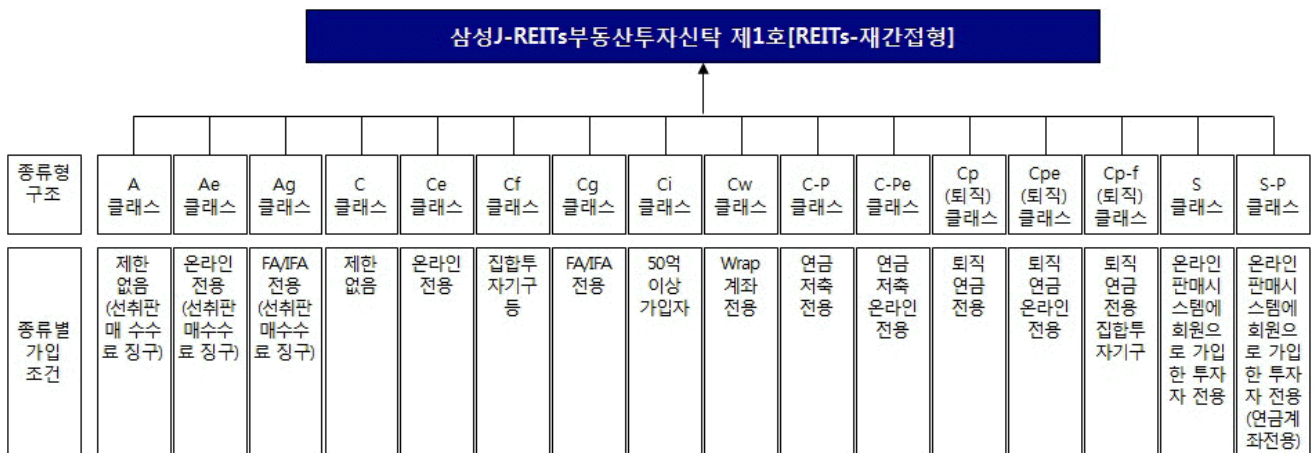 삼성J-REITs부동산투자신탁 제1호[REITs-재간접형]
종류형
구조
A
클래스
Ae
클래스
Ag
클래스
C
클래스
Ce
클래스
Cf
클래스
Cg
클래스
Ci
클래스
Cw
클래스
C-P
클래스
C-Pe
클래스
Cp
(퇴직)
클래스
Cpe
(퇴직)
클래스
Cp-f
(퇴직)
클래스
S
클래스
S-P
클래스
종류별
가입
조건
제한
없음
(선취판
매 수수
료 징구)
온라인
전용
(선취판
매수수
료 징구)
FA/IFA
전용
(선취판
매수수
료 징구)
제한
없음
온라인
전용
집합투
자기구
등
FA/IFA
전용
50억
이상
가입자
Wrap
계좌
전용
연금
저축
전용
연금
저축
온라인
전용
퇴직
연금
전용
퇴직
연금
온라인
전용
퇴직
연금
전용
집합투
자기구
온라인
판매시
스템에
회원으
로 가입
한 투자
자 전용
온라인
판매시
스템에
회원으
로 가입
한 투자
자 전용
(연금계
좌전용)